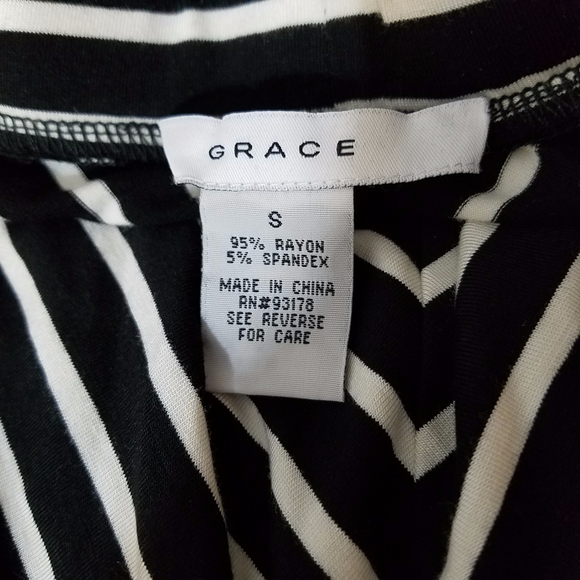 GRACE
S
95% RAYON
5% SPANDEX
MADE IN CHINA
RN#93178
SEE REVERSE
FOR CARE